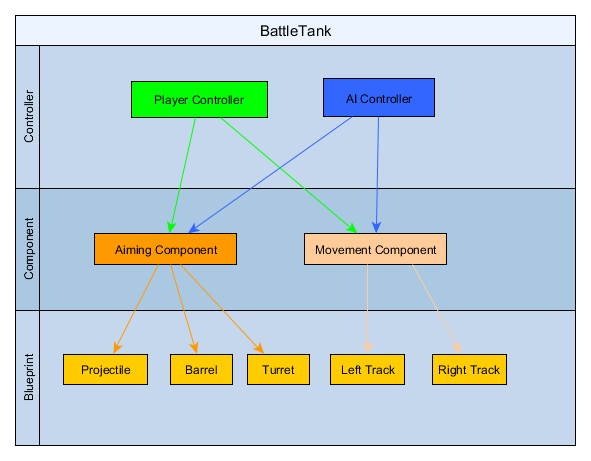 BattleTank
Controller
Player Controller
AI Controller
Component
Aiming Component
Movement Component
Blueprint
Projectile
Barrel
Turret
Left Track
Right Track